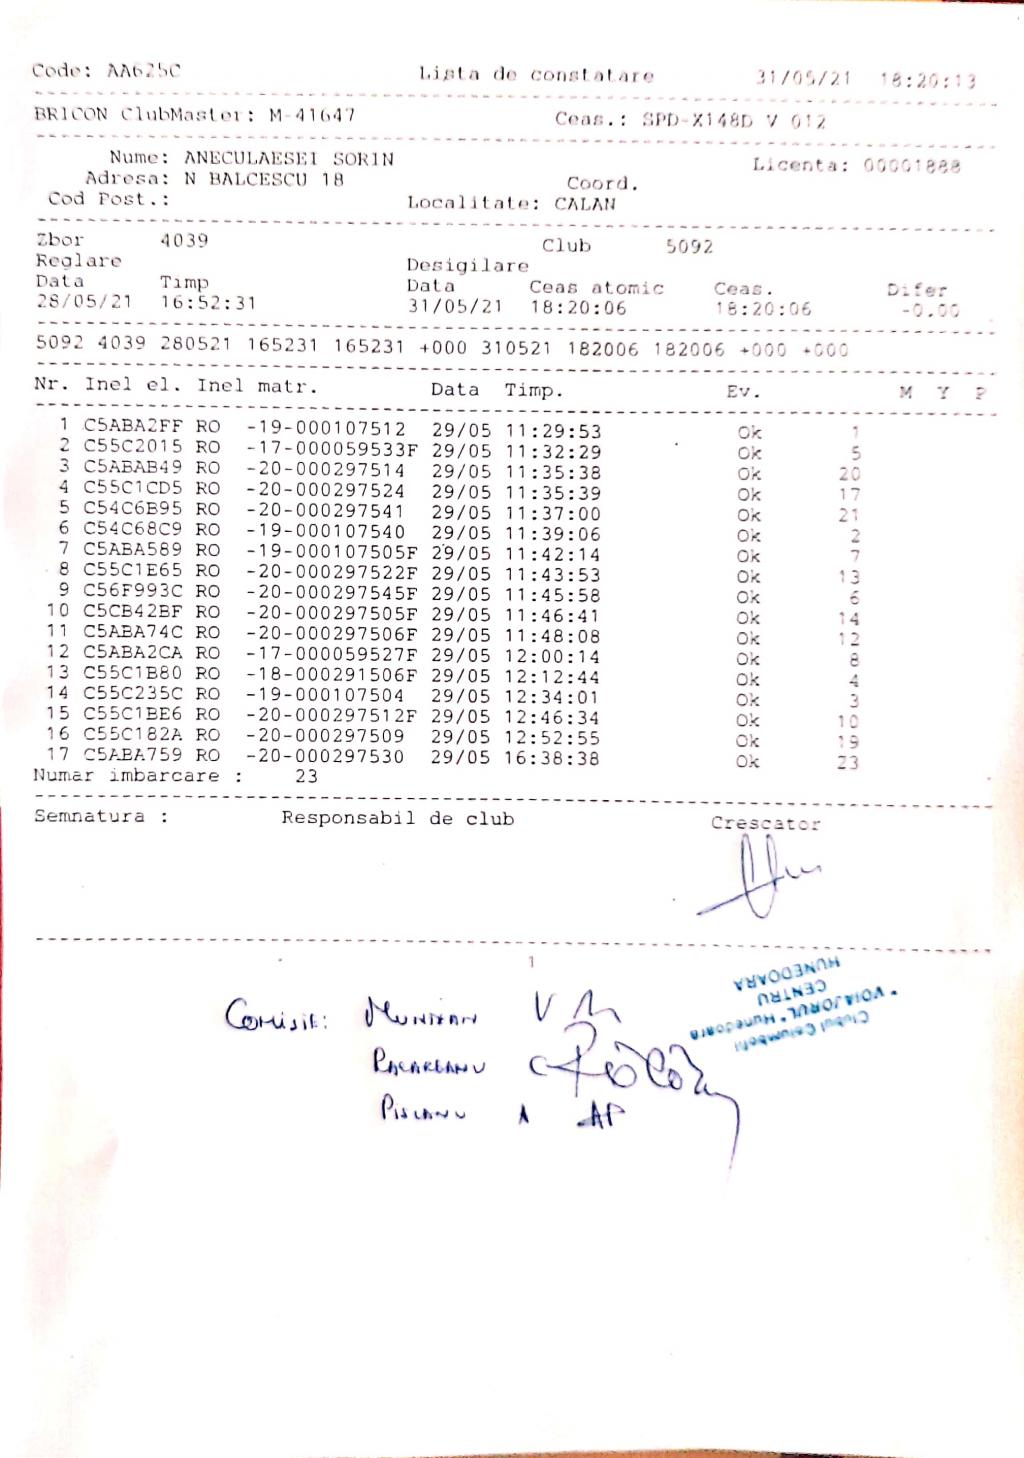 Code: AA625C Lista de constatare 31/05/21 18:20:13
BRICON ClubMaster: M-41647 Ceas.: SPD-X148D V 012
Nume: ANECULAESEI SORIN Licenta: 00001888
Adresa: N BALCESCU 18 Coord.
Cod Post.: Localitate: CALAN
Zbor 4039 Club 5092
Reglare Desigilare
Data Timp Data Ceas atomic Ceas. Difer
28/05/21 16:52:31 31/05/21 18:20:06 18:20:06 -0.00
5092 4039 280521 165231 165231 +000 310521 182006 182006 +000 +000
Nr. Inel el. Inel matr. Data Timp. Ev. M Y P
1 C5ABA2FF RO -19-000107512 29/05 11:29:53 Ok 1
2 C55C2015 RO -17-000059533F 29/05 11:32:29 Ok 5
3 C5ABAB49 RO -20-000297514 29/05 11:35:38 Ok 20
4 C55C1CD5 RO -20-000297524 29/05 11:35:39 Ok 17
5 C54C6B95 RO -20-000297541 29/05 11:37:00 Ok 21
6 C54C68C9 RO -19-000107540 29/05 11:39:06 Ok 2
7 C5ABA589 RO -19-000107505F 29/05 11:42:14 Ok 7
8 C55C1E65 RO -20-000297522F 29/05 11:43:53 Ok 13
9 C56F993C RO -20-000297545F 29/05 11:45:58 Ok 6
10 C5CB42BF RO -20-000297505F 29/05 11:46:41 Ok 14
11 C5ABA74C RO -20-000297506F 29/05 11:48:08 Ok 12
12 C5ABA2CA RO -17-000059527F 29/05 12:00:14 Ok 8
13 C55C1B80 RO -18-000291506F 29/05 12:12:44 Ok 4
14 C55C235C RO -19-000107504 29/05 12:34:01 Ok 3
15 C55C1BE6 RO -20-000297512F 29/05 12:46:34 Ok 10
16 C55C182A RO -20-000297509 29/05 12:52:55 Ok 19
17 C5ABA759 RO -20-000297530 29/05 16:38:38 Ok 23
Numar imbarcare : 23
Semnatura : Responsabil de club Crescator
1
Comisie: Muntean V
Pacareanu C
Pisланu A AP
Clubul Columbofil
"VOIAJORUL" Hunedoara
CENTRU
HUNEDOARA